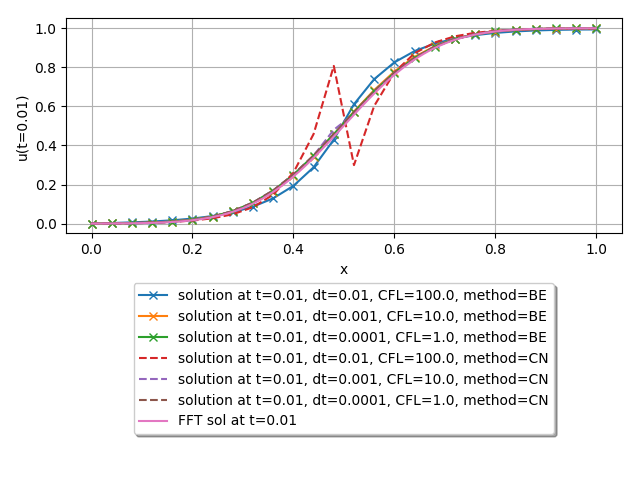 1.0
0.8
0.6
0.4
0.2
0.0
u(t=0.01)
0.0 0.2 0.4 0.6 0.8 1.0
x
solution at t=0.01, dt=0.01, CFL=100.0, method=BE
solution at t=0.01, dt=0.001, CFL=10.0, method=BE
solution at t=0.01, dt=0.0001, CFL=1.0, method=BE
solution at t=0.01, dt=0.01, CFL=100.0, method=CN
solution at t=0.01, dt=0.001, CFL=10.0, method=CN
solution at t=0.01, dt=0.0001, CFL=1.0, method=CN
FFT sol at t=0.01